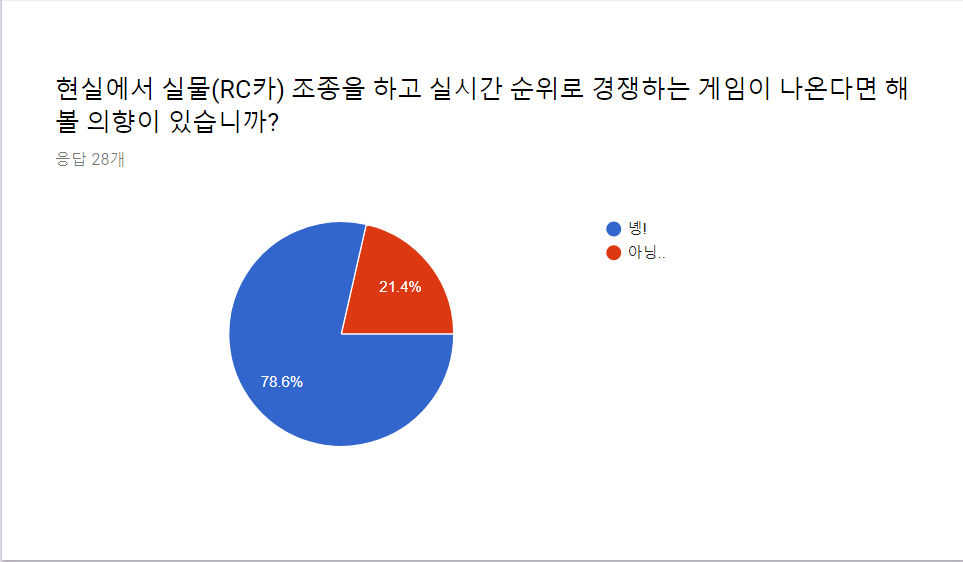 현실에서 실물(RC카) 조종을 하고 실시간 순위로 경쟁하는 게임이 나온다면 해
볼 의향이 있습니까?
응답 28개
넹!
아닝..
21.4%
78.6%